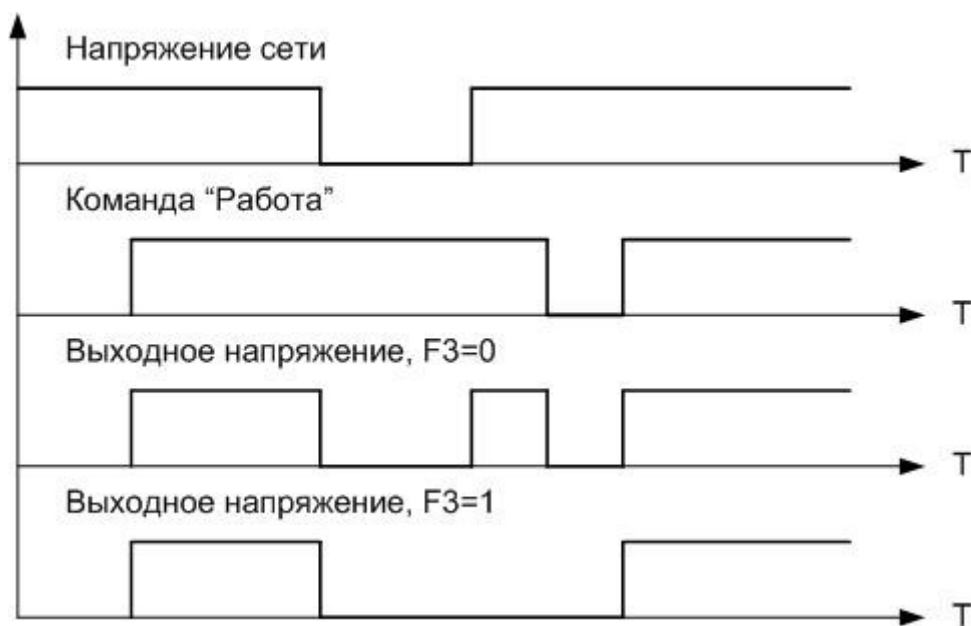 Напряжение сети
T
Команда “Работа”
T
Выходное напряжение, F3=0
T
Выходное напряжение, F3=1
T